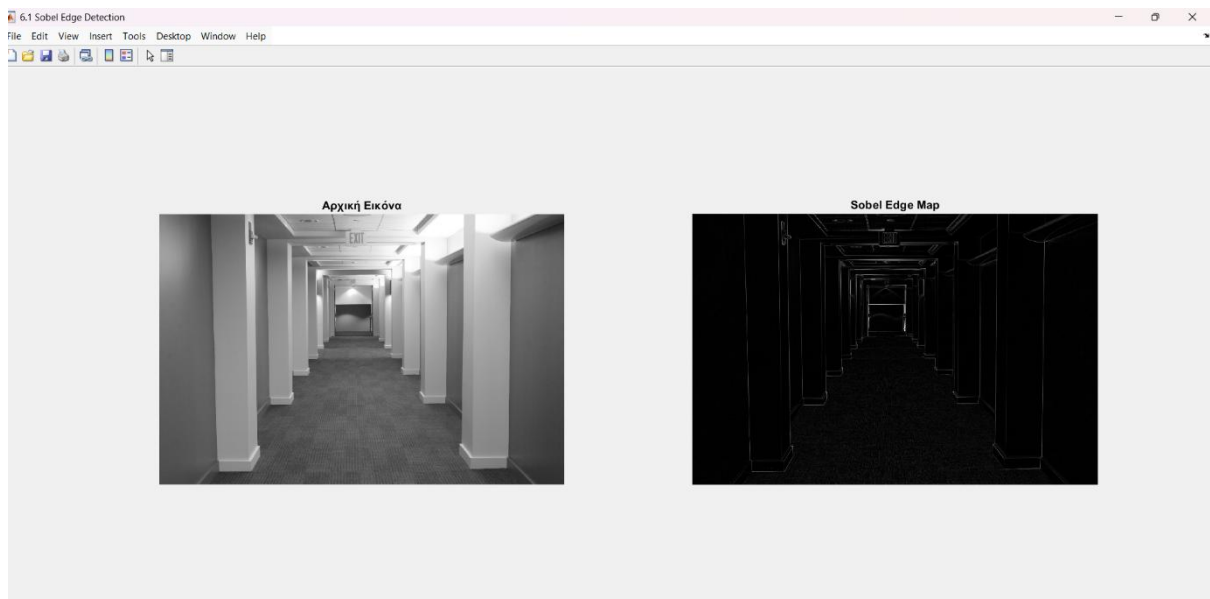 6.1 Sobel Edge Detection
File Edit View Insert Tools Desktop Window Help
Αρχική Εικόνα
Sobel Edge Map
EXIT
EXIT